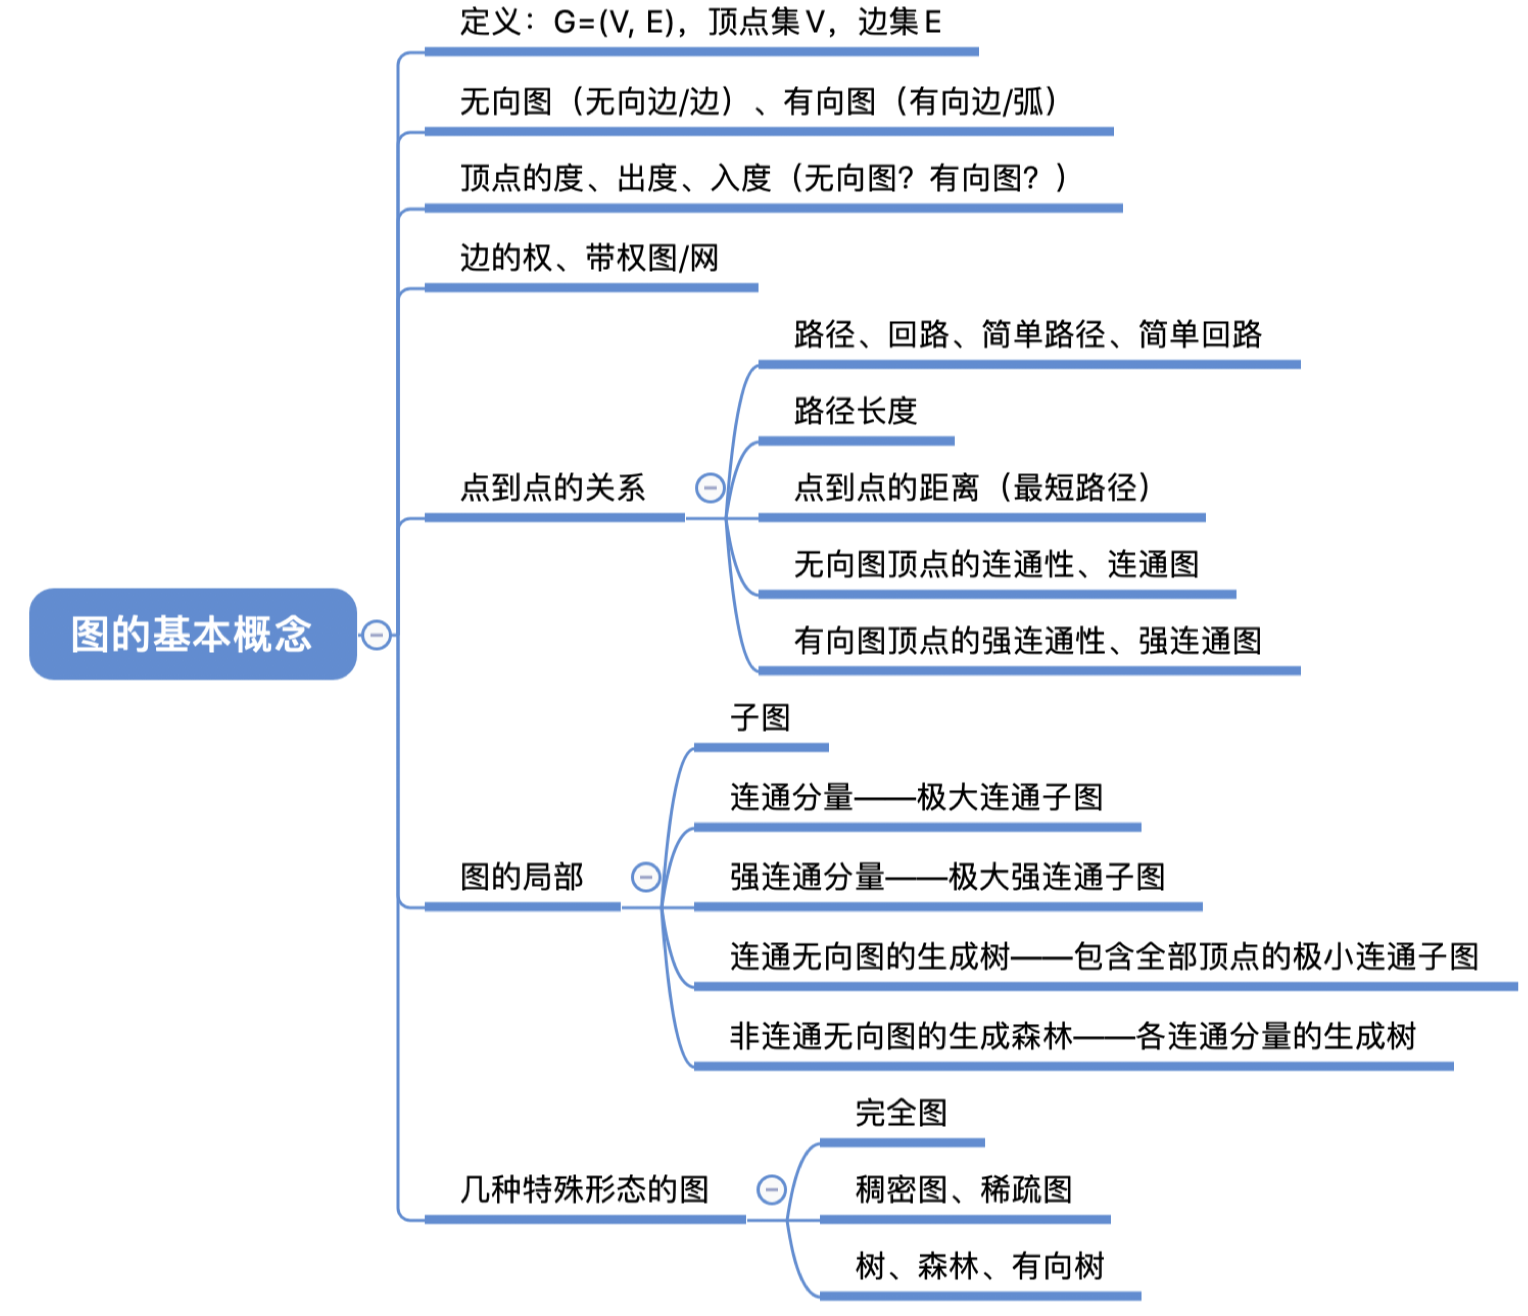 定义：G=(V, E)，顶点集 V，边集 E
无向图（无向边/边）、有向图（有向边/弧）
顶点的度、出度、入度（无向图？有向图？）
边的权、带权图/网
点到点的关系
路径、回路、简单路径、简单回路
路径长度
点到点的距离（最短路径）
无向图顶点的连通性、连通图
有向图顶点的强连通性、强连通图
图的基本概念
图的局部
子图
连通分量——极大连通子图
强连通分量——极大强连通子图
连通无向图的生成树——包含全部顶点的极小连通子图
非连通无向图的生成森林——各连通分量的生成树
几种特殊形态的图
完全图
稠密图、稀疏图
树、森林、有向树